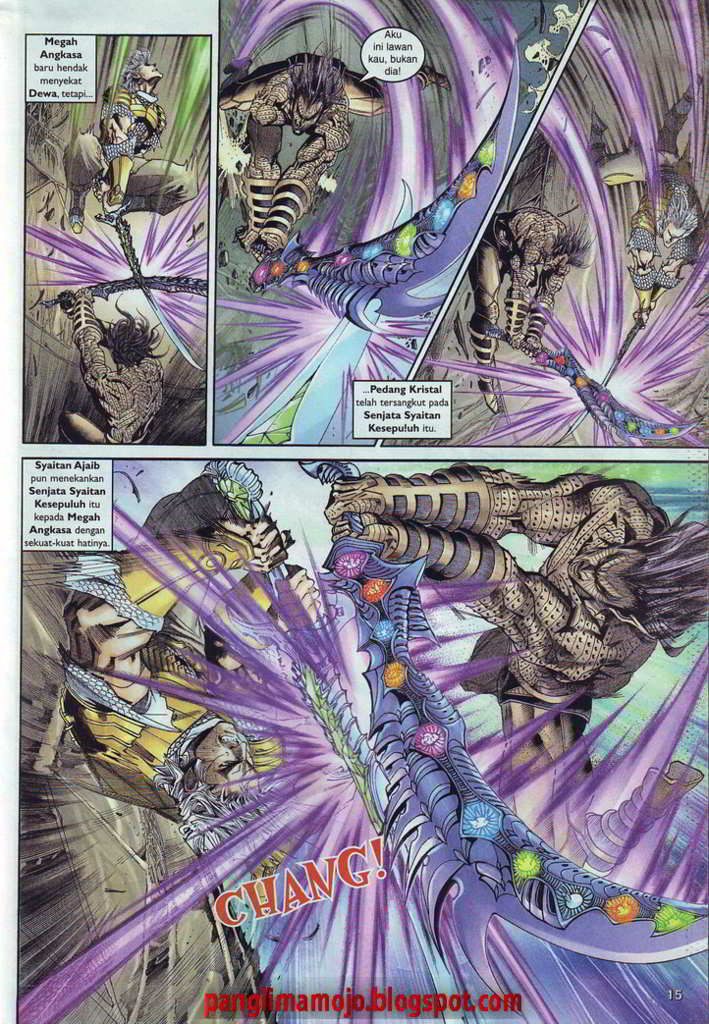 Megah
Angkasa
baru hendak
menyekat
Dewa, tetapi...
Aku
ini lawan
kau, bukan
dia!
...Pedang Kristal
telah tersangkut pada
Senjata Syaitan
Kesepuluh itu.
Syaitan Ajaib
pun menekankan
Senjata Syaitan
Kesepuluh itu
kepada Megah
Angkasa dengan
sekuat-kuat hatinya.
CHANG!
15
panglimamojo.blogspot.com